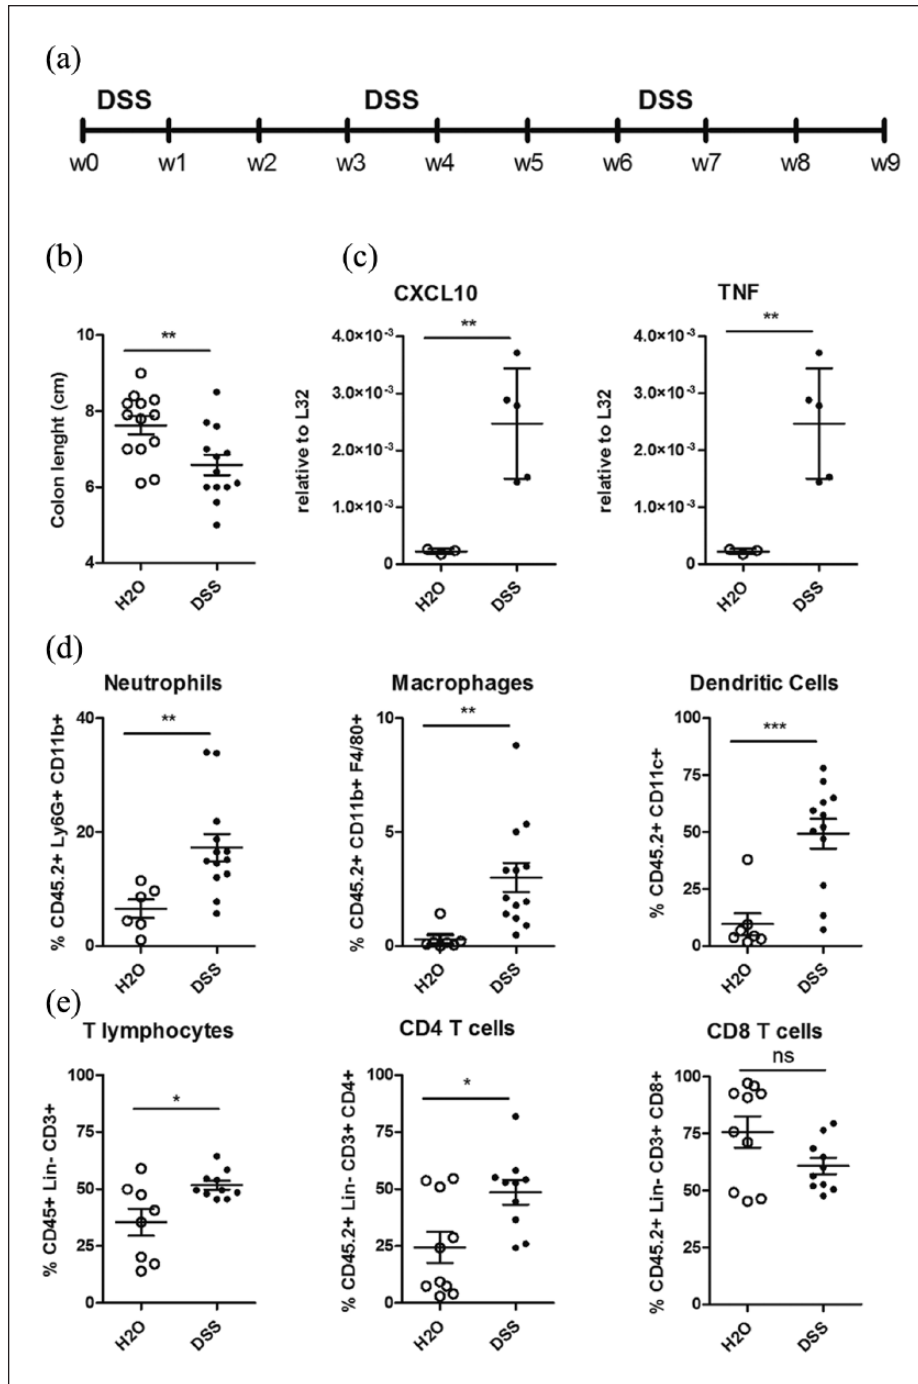 (a)
DSS DSS DSS
w0 w1 w2 w3 w4 w5 w6 w7 w8 w9
(b)
Colon lenght (cm)
10
8
6
4
**
H2O DSS
(c)
CXCL10
relative to L32
4.0×10⁻³
3.0×10⁻³
2.0×10⁻³
1.0×10⁻³
0
**
H2O DSS
TNF
relative to L32
4.0×10⁻³
3.0×10⁻³
2.0×10⁻³
1.0×10⁻³
0
**
H2O DSS
(d)
Neutrophils
% CD45.2+ Ly6G+ CD11b+
40
20
0
**
H2O DSS
Macrophages
% CD45.2+ CD11b+ F4/80+
10
5
0
**
H2O DSS
Dendritic Cells
% CD45.2+ CD11c+
100
75
50
25
0
***
H2O DSS
(e)
T lymphocytes
% CD45+ Lin- CD3+
100
75
50
25
0
*
H2O DSS
CD4 T cells
% CD45.2+ Lin- CD3+ CD4+
100
75
50
25
0
*
H2O DSS
CD8 T cells
% CD45.2+ Lin- CD3+ CD8+
100
75
50
25
0
ns
H2O DSS